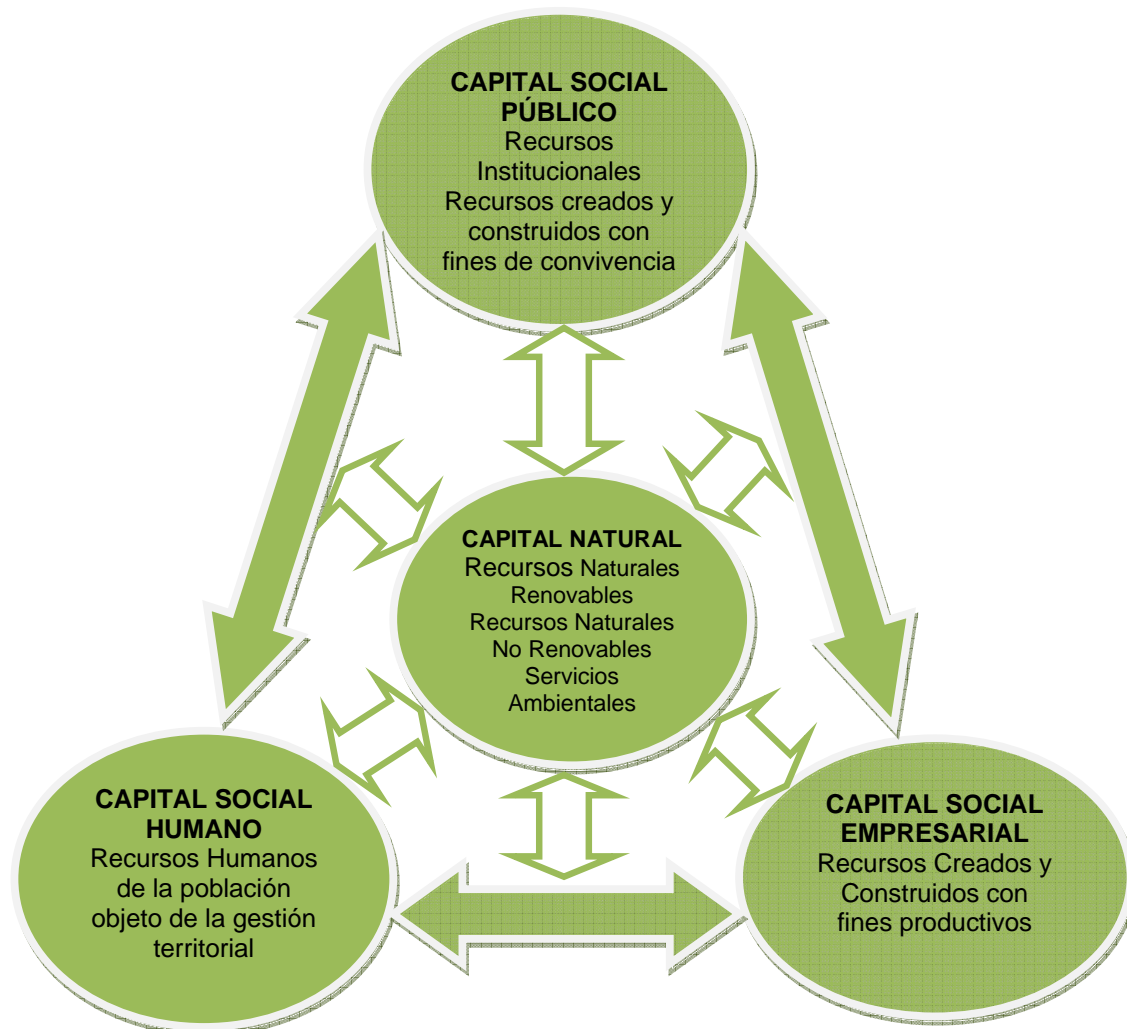 CAPITAL SOCIAL
PÚBLICO
Recursos
Institucionales
Recursos creados y
construidos con
fines de convivencia
CAPITAL NATURAL
Recursos Naturales
Renovables
Recursos Naturales
No Renovables
Servicios
Ambientales
CAPITAL SOCIAL
HUMANO
Recursos Humanos
de la población
objeto de la gestión
territorial
CAPITAL SOCIAL
EMPRESARIAL
Recursos Creados y
Construidos con
fines productivos